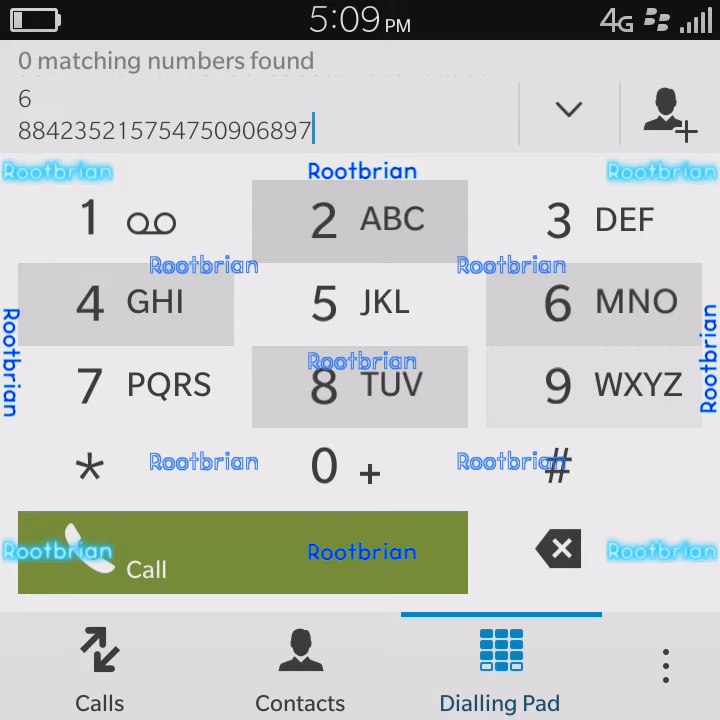 5:09 PM 4G
0 matching numbers found
6
884235215754750906897
Rootbrian Rootbrian Rootbrian
1 2 ABC 3 DEF
Rootbrian Rootbrian
4 GHI 5 JKL 6 MNO
Rootbrian Rootbrian
Rootbrian
7 PQRS 8 TUV 9 WXYZ
* 0 + #
Rootbrian Rootbrian
Rootbrian Rootbrian Rootbrian
Call
Calls Contacts Dialling Pad